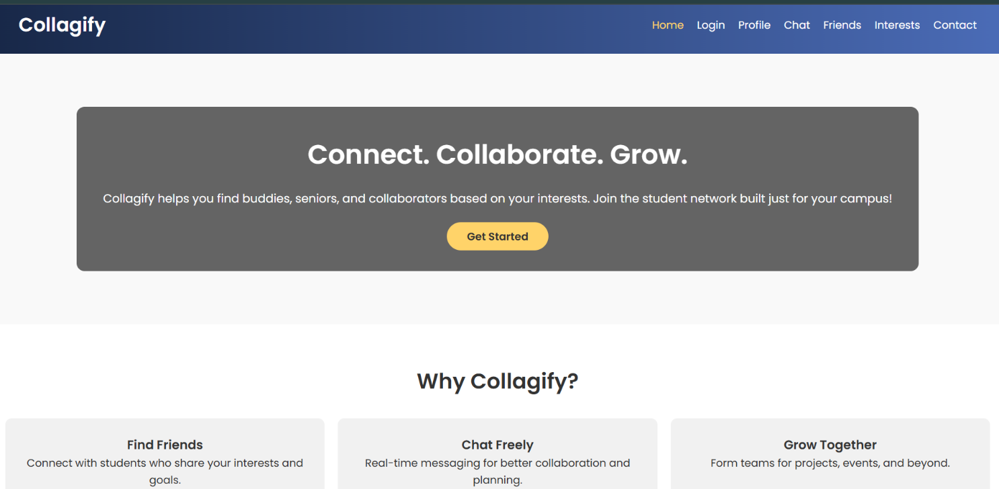 Collagify
Home Login Profile Chat Friends Interests Contact
Connect. Collaborate. Grow.
Collagify helps you find buddies, seniors, and collaborators based on your interests. Join the student network built just for your campus!
Get Started
Why Collagify?
Find Friends
Connect with students who share your interests and
goals.
Chat Freely
Real-time messaging for better collaboration and
planning.
Grow Together
Form teams for projects, events, and beyond.